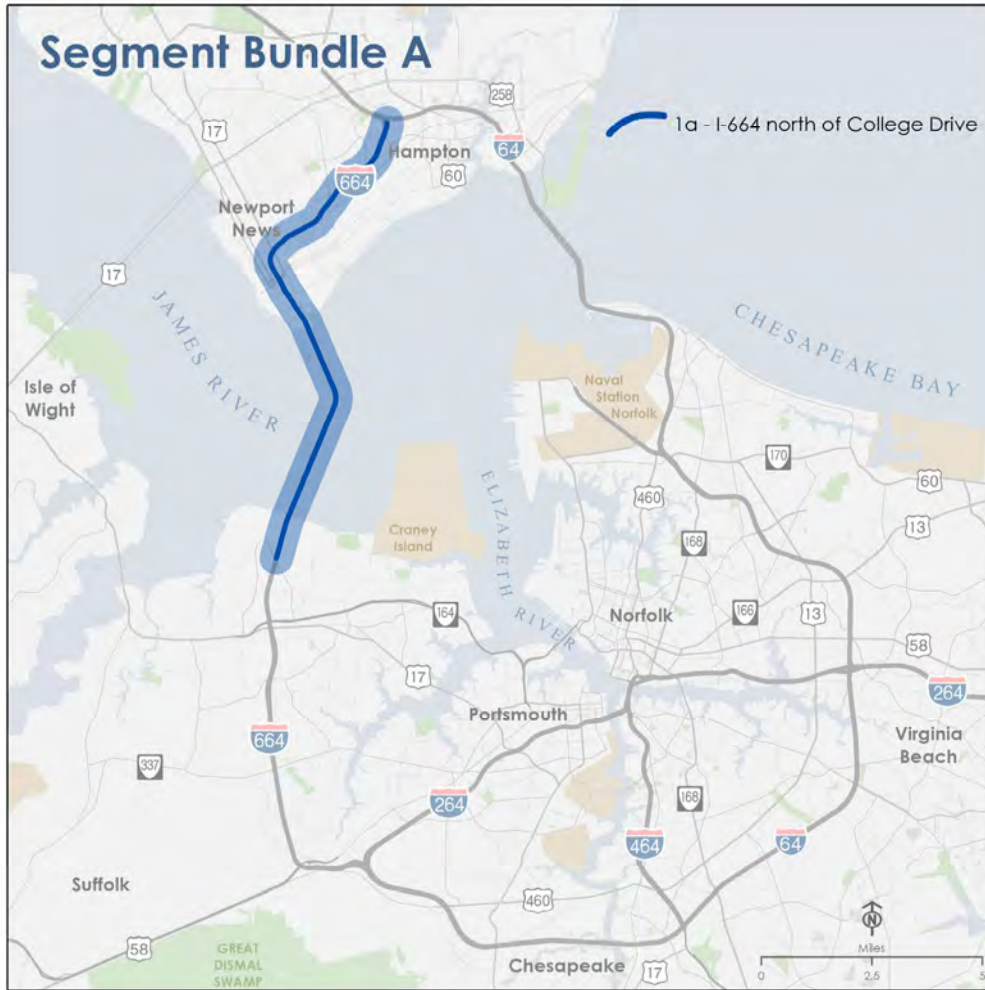 Segment Bundle A
1a - I-664 north of College Drive
258
17
Hampton
64
664
60
Newport
News
17
JAMES RIVER
CHESAPEAKE BAY
Isle of
Wight
Naval
Station
Norfolk
170
460
60
ELIZABETH RIVER
13
Craney
Island
168
164
Norfolk
166
13
58
17
264
Portsmouth
664
Virginia
Beach
337
264
168
464
64
Suffolk
460
N
58
GREAT
DISMAL
SWAMP
Miles
Chesapeake
17
0
2.5
5